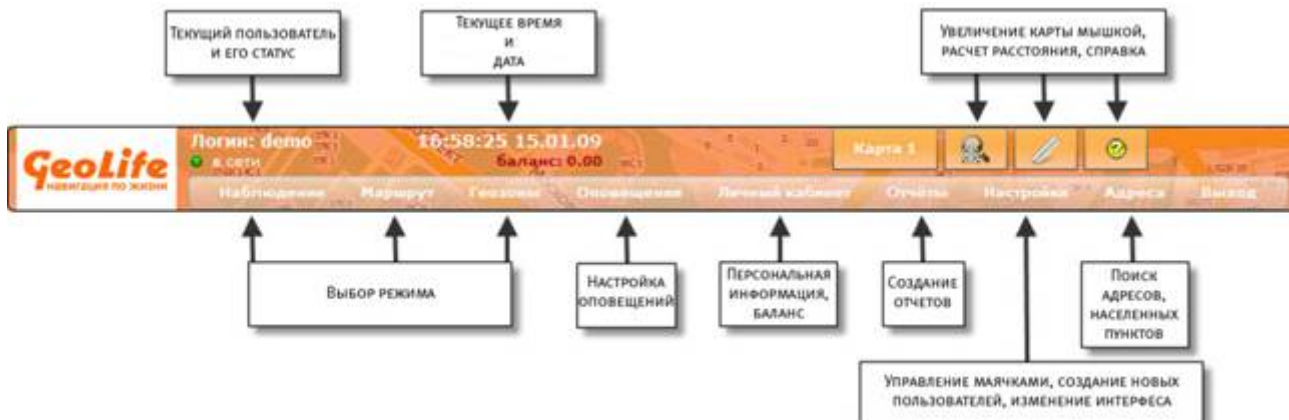 Текущий пользователь
и его статус
Текущее время
и
дата
Увеличение карты мышкой,
расчет расстояния, справка
GeoLife
навигация по жизни
Логин: demo
в сети
16:58:25 15.01.09
баланс: 0.00
Карта 1
Наблюдение Маршрут Геозоны Оповещения Личный кабинет Отчёты Настройки Адреса Выход
Выбор режима
Настройка
оповещений
Персональная
информация,
баланс
Создание
отчетов
Поиск
адресов,
населенных
пунктов
Управление маячками, создание новых
пользователей, изменение интерфеса